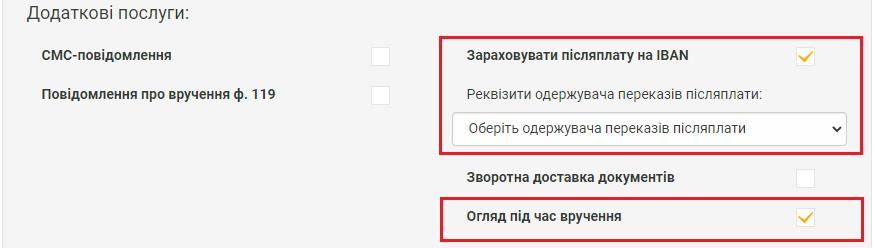 Додаткові послуги:
СМС-повідомлення
Зараховувати післяплату на IBAN
Повідомлення про вручення ф. 119
Реквізити одержувача переказів післяплати:
Оберіть одержувача переказів післяплати
Зворотна доставка документів
Огляд під час вручення